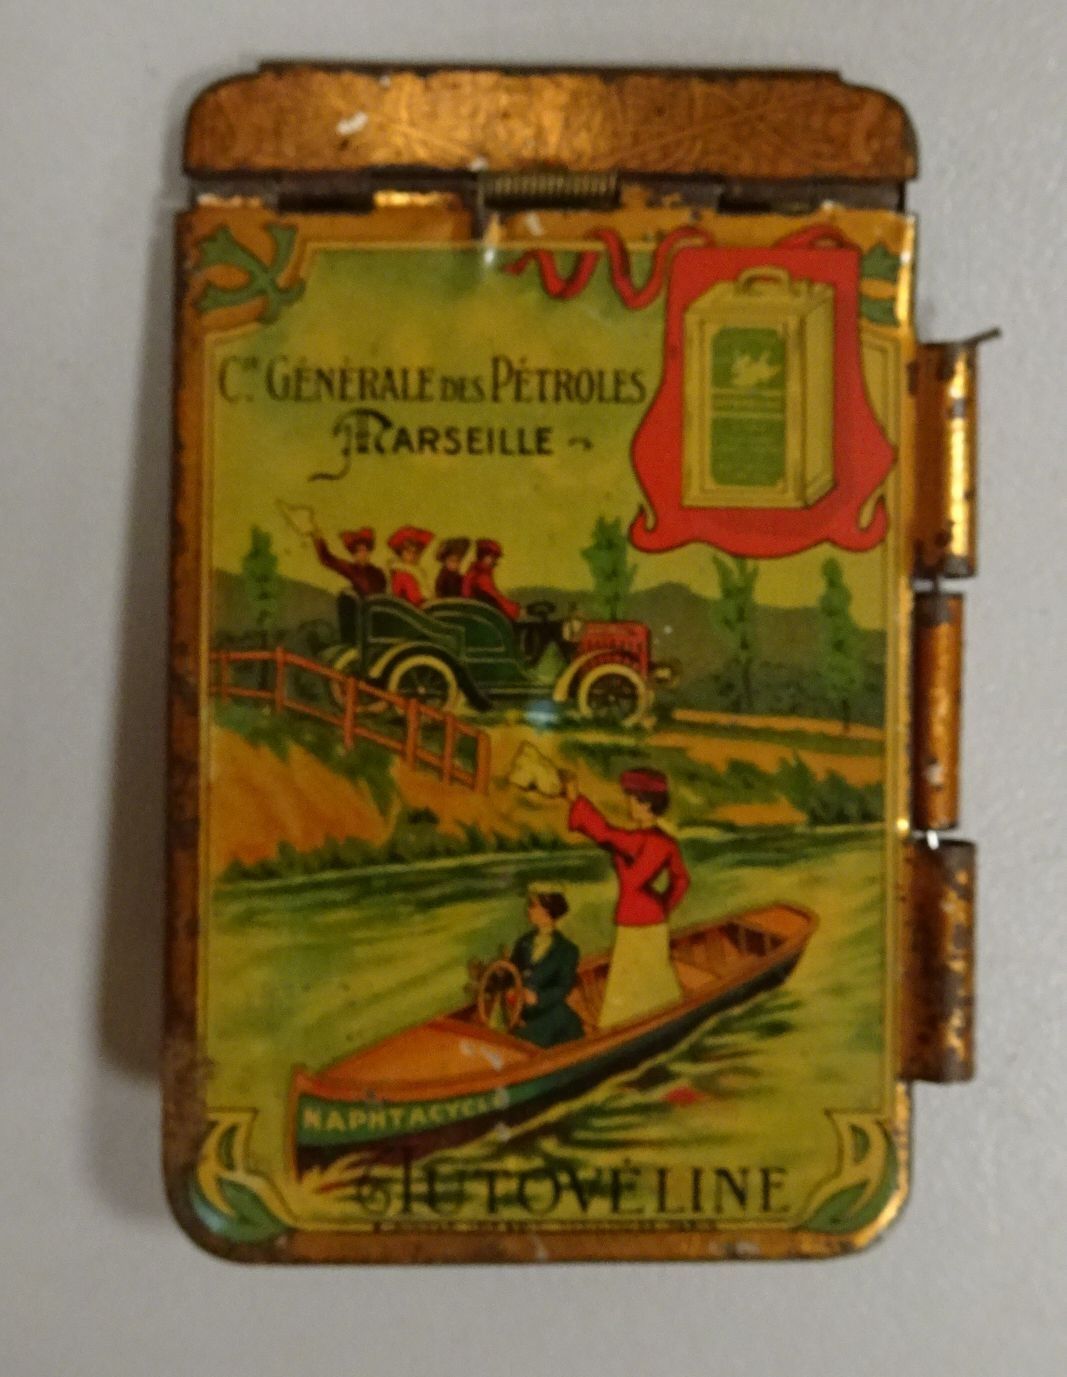 Cie GÉNÉRALE DES PÉTROLES
MARSEILLE
NAPHTACYCLE
AUTOVÉLINE